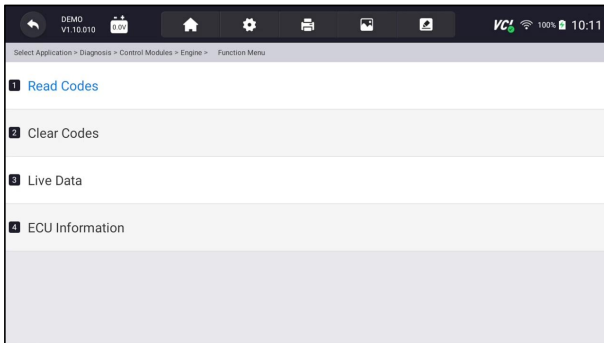 DEMO
V1.10.010
0.0V
VCI 100% 10:11
Select Application > Diagnosis > Control Modules > Engine > Function Menu
1 Read Codes
2 Clear Codes
3 Live Data
4 ECU Information